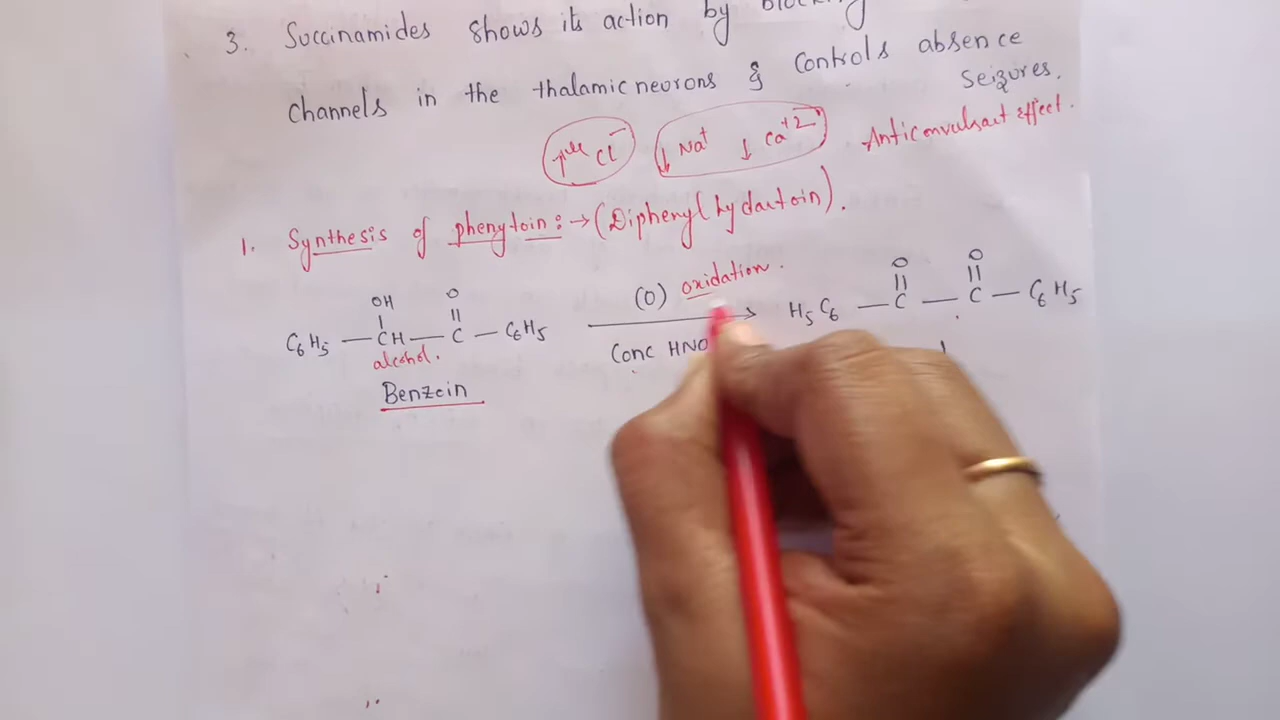 3. Succinamides shows its action by
channels in the thalamic neurons & controls absence
seizures.
Cl⁻ ↓ Na⁺ ↓ Ca⁺² Anticonvulsant effect.
1. Synthesis of phenytoin :→ (Diphenyl hydantoin).
OH O (O) oxidation. O O
C6H5 — CH — C — C6H5 H5C6 — C — C — C6H5
alcohol. Conc HNO
Benzoin